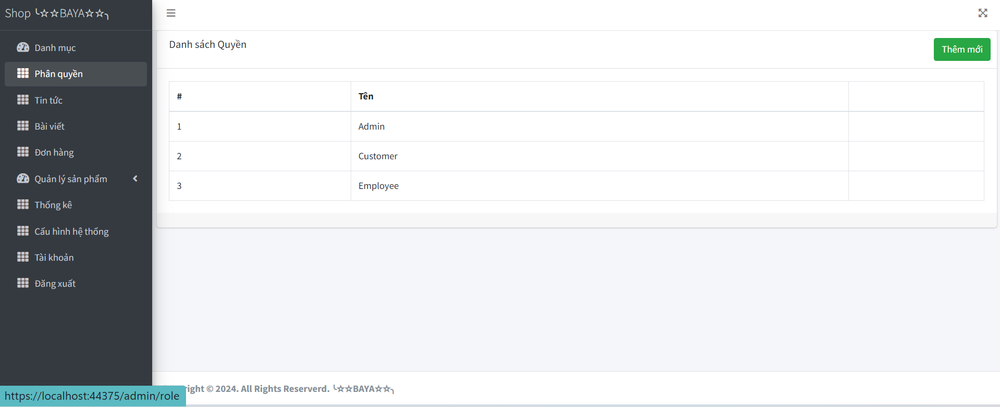 Shop ╰☆☆BAYA☆☆╮
Danh mục
Phân quyền
Tin tức
Bài viết
Đơn hàng
Quản lý sản phẩm
Thống kê
Cấu hình hệ thống
Tài khoản
Đăng xuất
Danh sách Quyền
Thêm mới
# Tên
1 Admin
2 Customer
3 Employee
© 2024. All Rights Reserverd. ╰☆☆BAYA☆☆╮
https://localhost:44375/admin/role